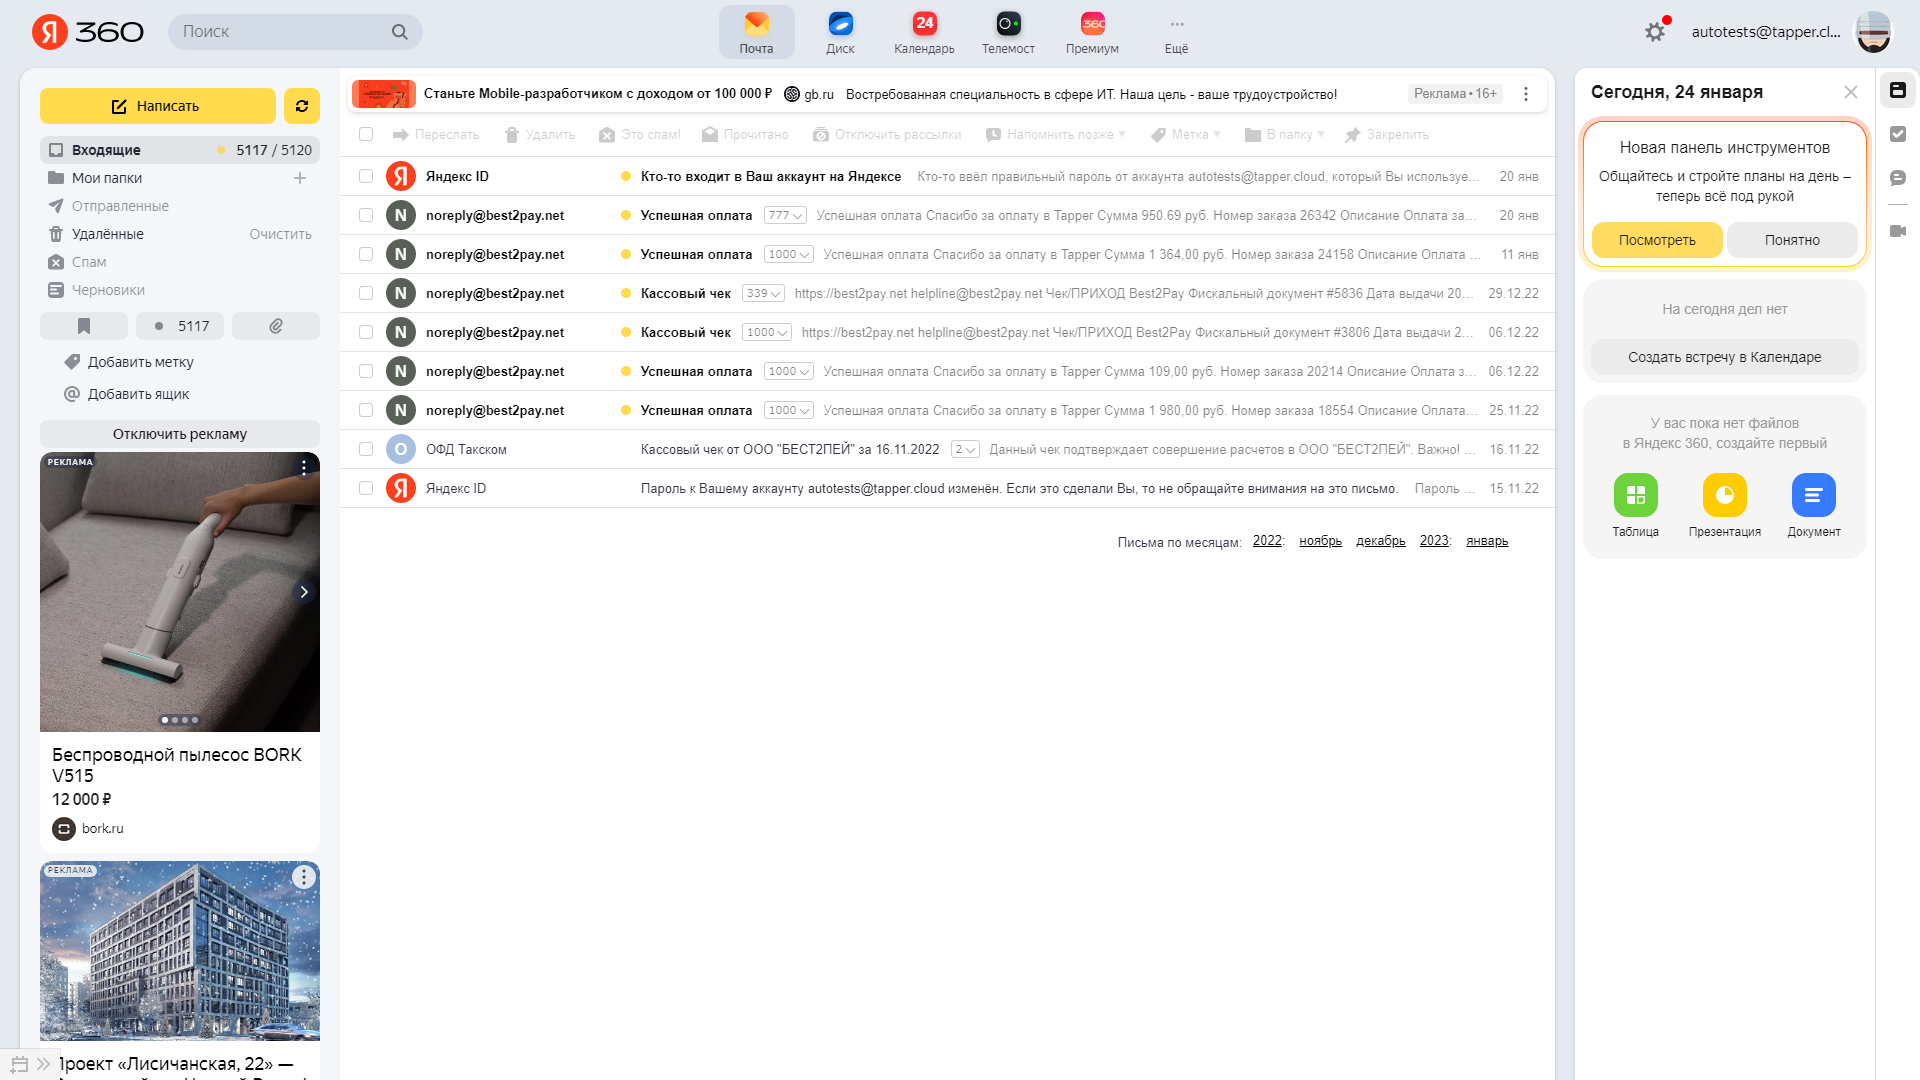 Я 360
Поиск
Почта
Диск
24
Календарь
Телемост
360
Премиум
Ещё
autotests@tapper.cl...
Написать
Входящие 5117 / 5120
Мои папки
Отправленные
Удалённые Очистить
Спам
Черновики
5117
Добавить метку
Добавить ящик
Отключить рекламу
РЕКЛАМА
Беспроводной пылесос BORK
V515
12 000 ₽
bork.ru
РЕКЛАМА
Проект «Лисичанская, 22» —
Станьте Mobile-разработчиком с доходом от 100 000 ₽ gb.ru Востребованная специальность в сфере ИТ. Наша цель - ваше трудоустройство! Реклама • 16+
Переслать Удалить Это спам! Прочитано Отключить рассылки Напомнить позже Метка В папку Закрепить
Я Яндекс ID Кто-то входит в Ваш аккаунт на Яндексе Кто-то ввёл правильный пароль от аккаунта autotests@tapper.cloud, который Вы используе... 20 янв
N noreply@best2pay.net Успешная оплата 777 Успешная оплата Спасибо за оплату в Tapper Сумма 950.69 руб. Номер заказа 26342 Описание Оплата за... 20 янв
N noreply@best2pay.net Успешная оплата 1000 Успешная оплата Спасибо за оплату в Tapper Сумма 1 364,00 руб. Номер заказа 24158 Описание Оплата ... 11 янв
N noreply@best2pay.net Кассовый чек 339 https://best2pay.net helpline@best2pay.net Чек/ПРИХОД Best2Pay Фискальный документ #5836 Дата выдачи 20... 29.12.22
N noreply@best2pay.net Кассовый чек 1000 https://best2pay.net helpline@best2pay.net Чек/ПРИХОД Best2Pay Фискальный документ #3806 Дата выдачи 2... 06.12.22
N noreply@best2pay.net Успешная оплата 1000 Успешная оплата Спасибо за оплату в Tapper Сумма 109,00 руб. Номер заказа 20214 Описание Оплата з... 06.12.22
N noreply@best2pay.net Успешная оплата 1000 Успешная оплата Спасибо за оплату в Tapper Сумма 1 980,00 руб. Номер заказа 18554 Описание Оплата... 25.11.22
О ОФД Такском Кассовый чек от ООО "БЕСТ2ПЕЙ" за 16.11.2022 2 Данный чек подтверждает совершение расчетов в ООО "БЕСТ2ПЕЙ". Важно! ... 16.11.22
Я Яндекс ID Пароль к Вашему аккаунту autotests@tapper.cloud изменён. Если это сделали Вы, то не обращайте внимания на это письмо. Пароль ... 15.11.22
Письма по месяцам: 2022: ноябрь декабрь 2023: январь
Сегодня, 24 января
Новая панель инструментов
Общайтесь и стройте планы на день –
теперь всё под рукой
Посмотреть Понятно
На сегодня дел нет
Создать встречу в Календаре
У вас пока нет файлов
в Яндекс 360, создайте первый
Таблица Презентация Документ